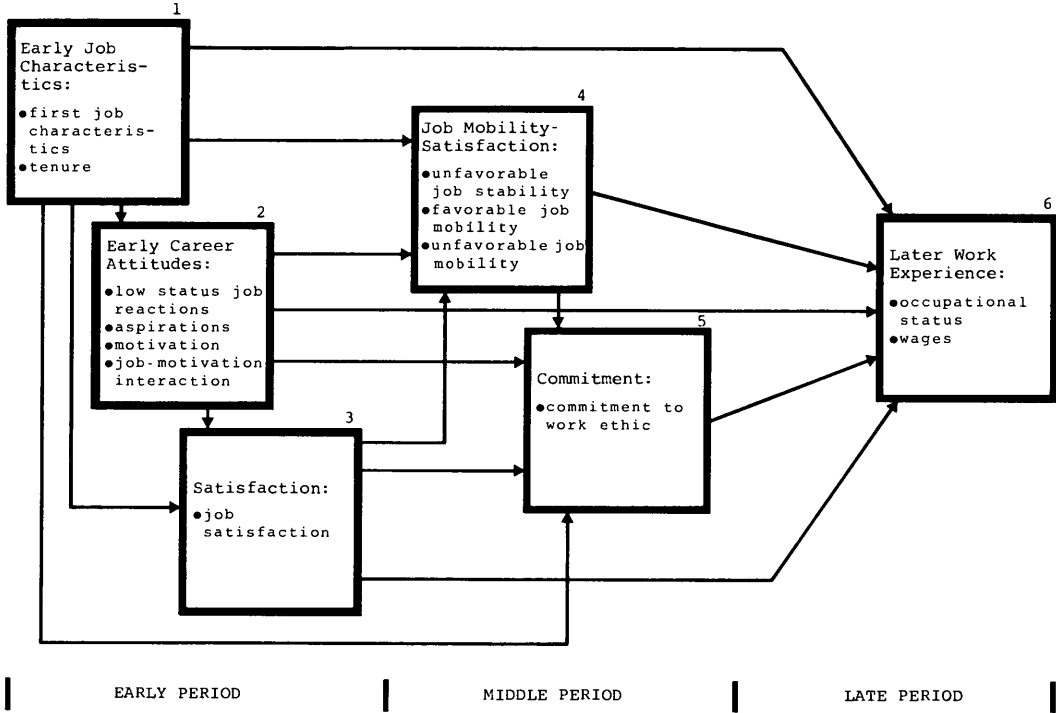 1
Early Job
Characteris-
tics:
●first job
characteris-
tics
●tenure
2
Early Career
Attitudes:
●low status job
reactions
●aspirations
●motivation
●job-motivation
interaction
3
Satisfaction:
●job
satisfaction
4
Job Mobility-
Satisfaction:
●unfavorable
job stability
●favorable job
mobility
●unfavorable job
mobility
5
Commitment:
●commitment to
work ethic
6
Later Work
Experience:
●occupational
status
●wages
EARLY PERIOD
MIDDLE PERIOD
LATE PERIOD